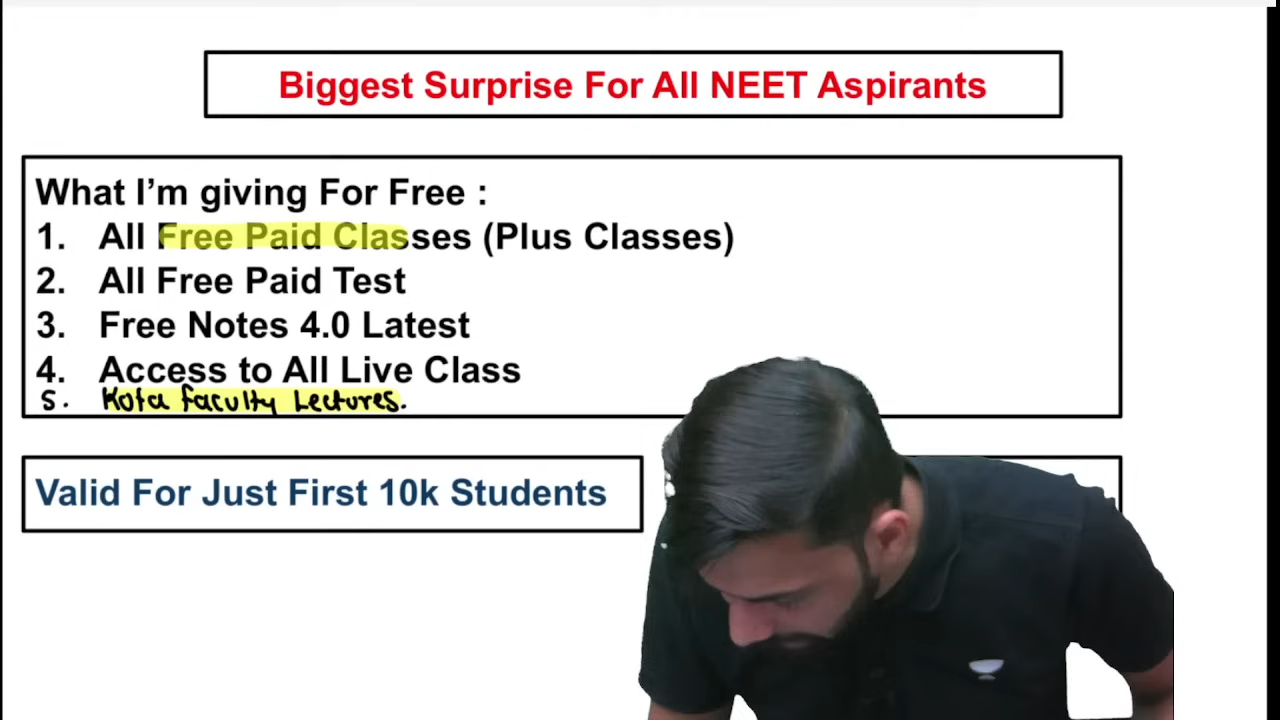 Biggest Surprise For All NEET Aspirants
What I’m giving For Free :
1. All Free Paid Classes (Plus Classes)
2. All Free Paid Test
3. Free Notes 4.0 Latest
4. Access to All Live Class
5. Kota faculty Lectures.
Valid For Just First 10k Students